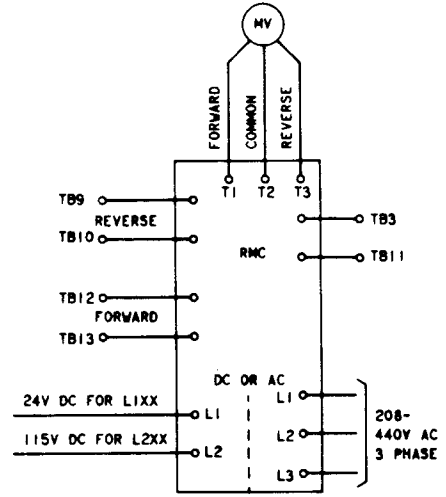 MV
FORWARD
COMMON
REVERSE
T1 T2 T3
TB9
REVERSE
TB10
TB3
RMC
TB11
TB12
FORWARD
TB13
DC OR AC
24V DC FOR L1XX
L1
L1
115V DC FOR L2XX
L2
L2
L3
208-
440V AC
3 PHASE